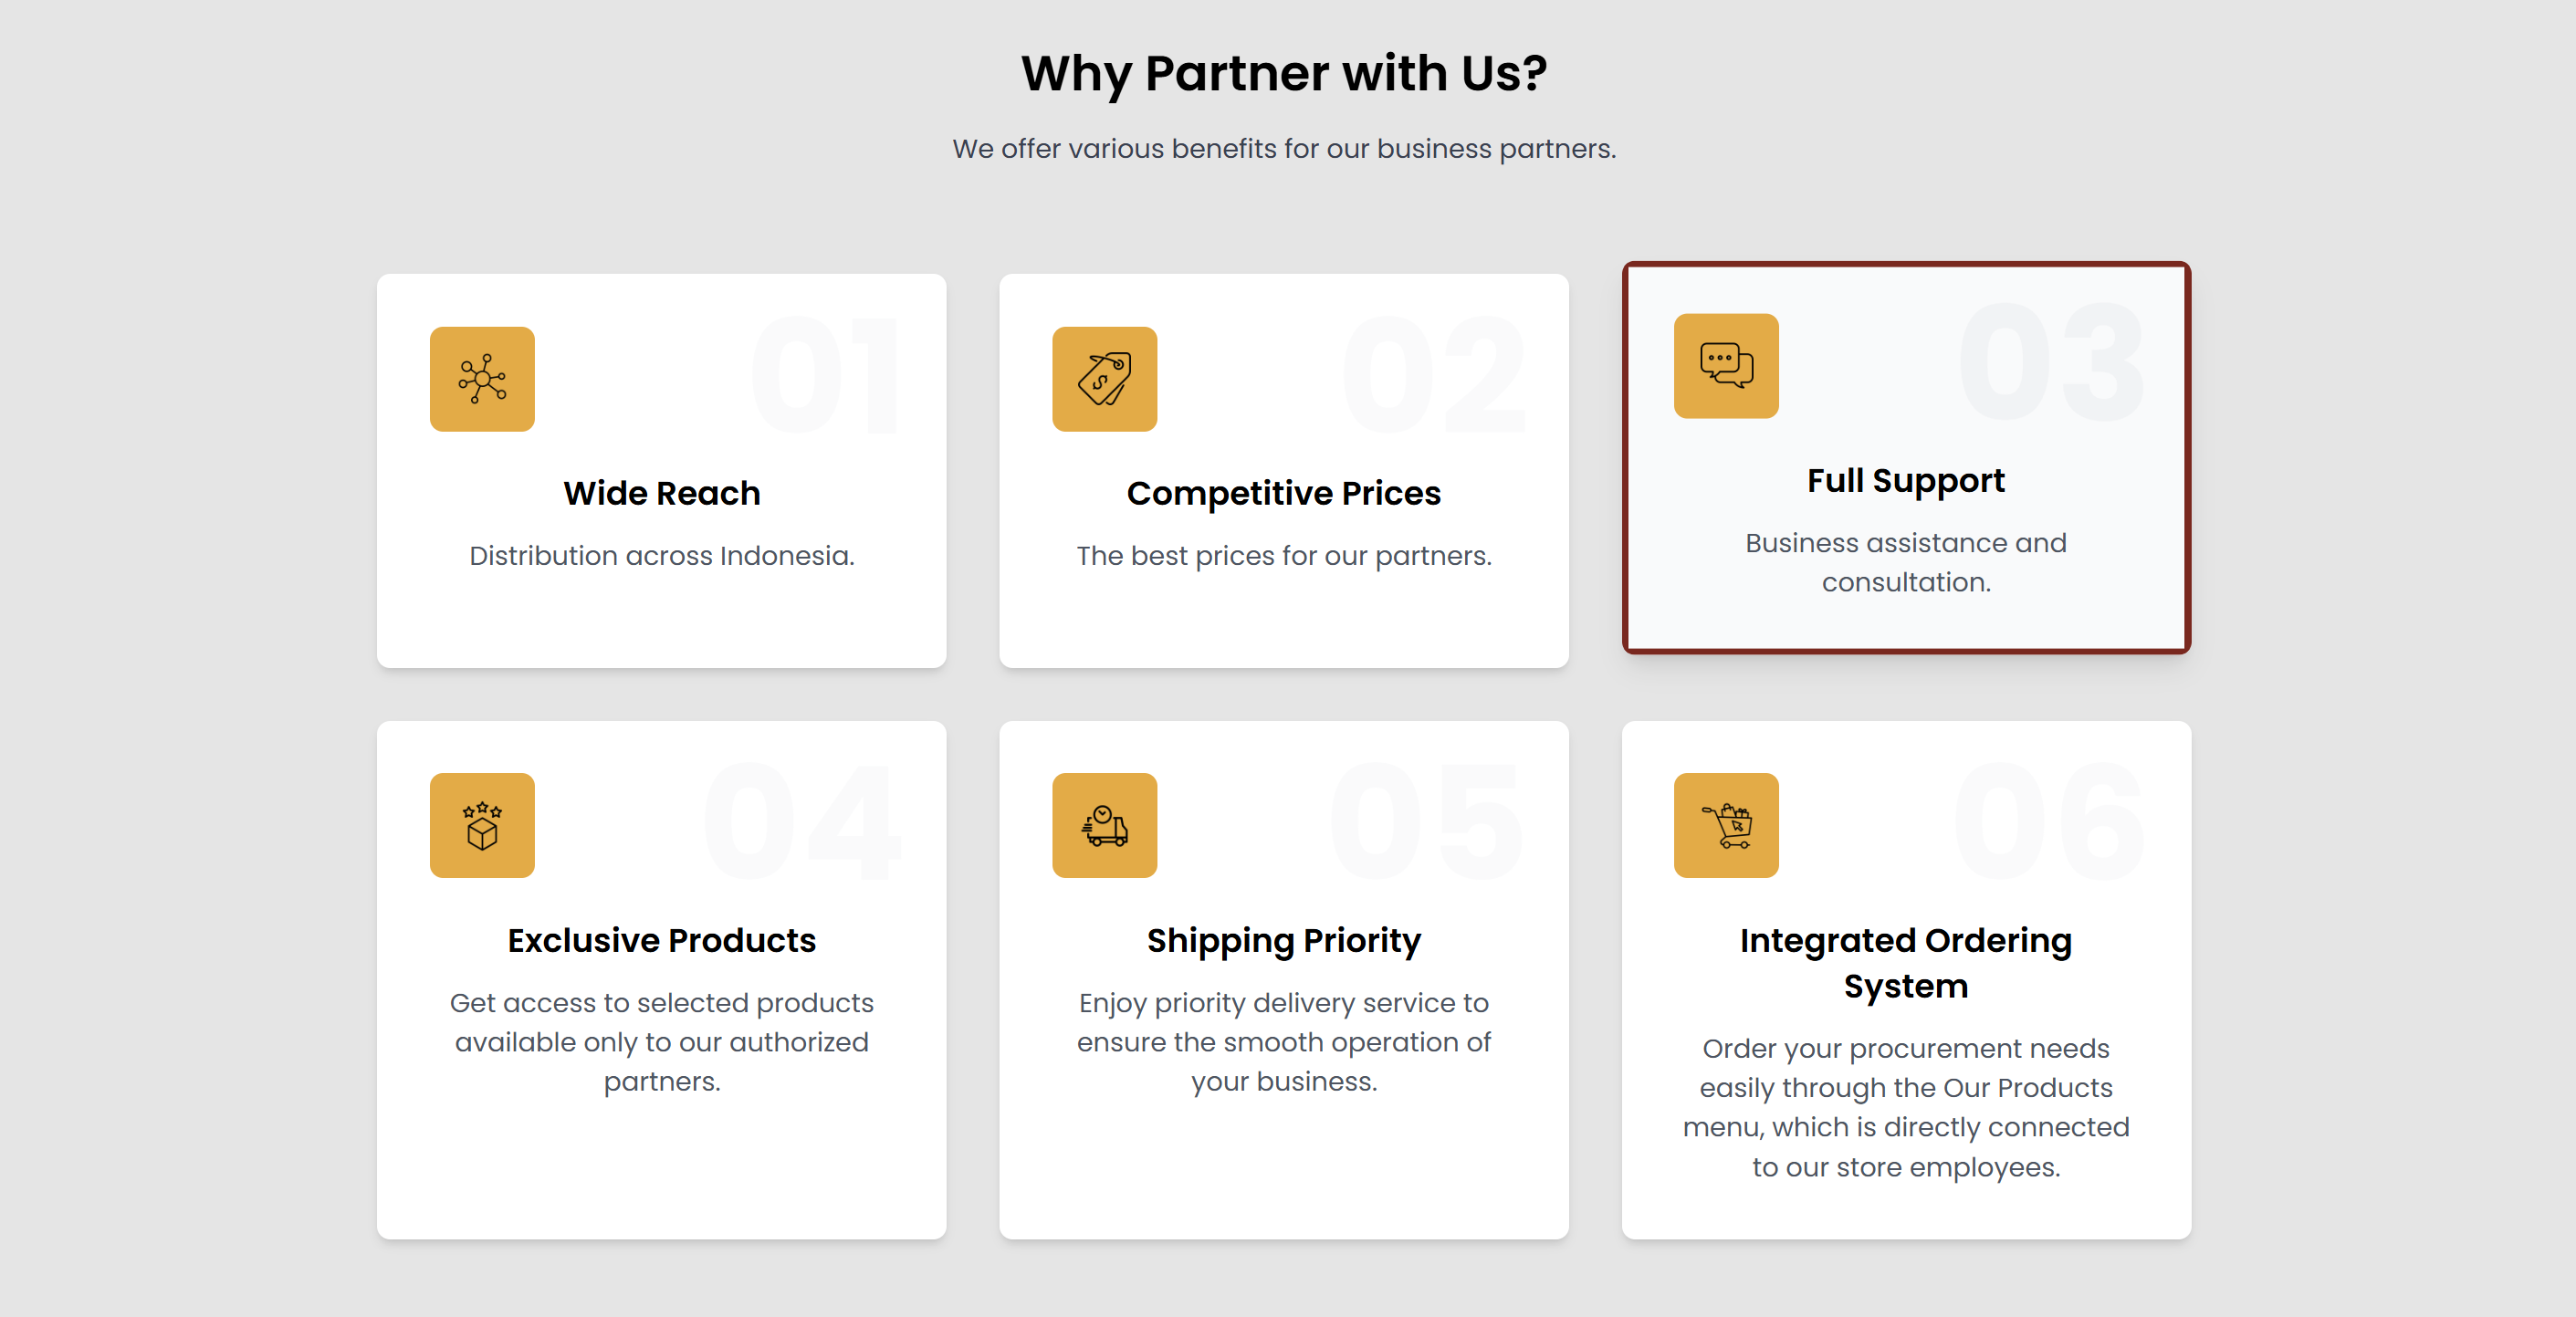 Why Partner with Us?
We offer various benefits for our business partners.
01
Wide Reach
Distribution across Indonesia.
02
Competitive Prices
The best prices for our partners.
03
Full Support
Business assistance and
consultation.
04
Exclusive Products
Get access to selected products
available only to our authorized
partners.
05
Shipping Priority
Enjoy priority delivery service to
ensure the smooth operation of
your business.
06
Integrated Ordering
System
Order your procurement needs
easily through the Our Products
menu, which is directly connected
to our store employees.